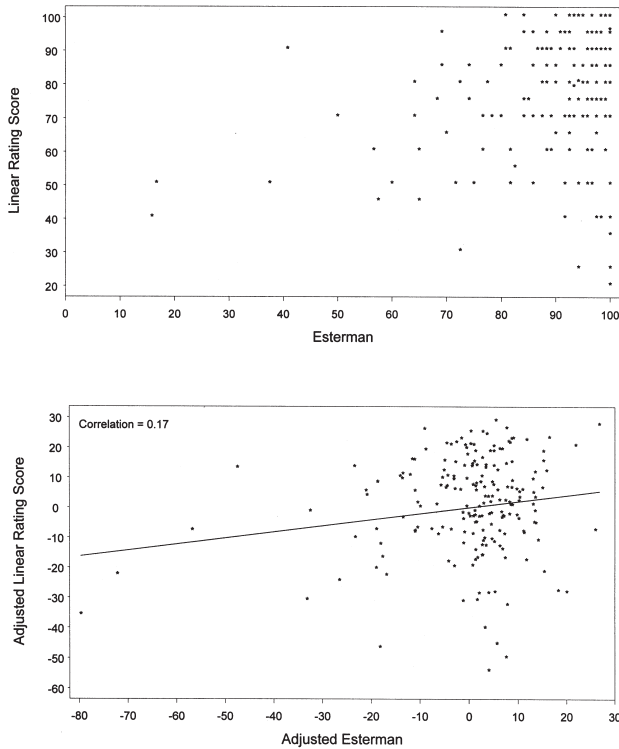 100
90
80
70
60
50
40
30
20
Linear Rating Score
0 10 20 30 40 50 60 70 80 90 100
Esterman
Correlation = 0.17
30
20
10
0
-10
-20
-30
-40
-50
-60
Adjusted Linear Rating Score
-80 -70 -60 -50 -40 -30 -20 -10 0 10 20 30
Adjusted Esterman